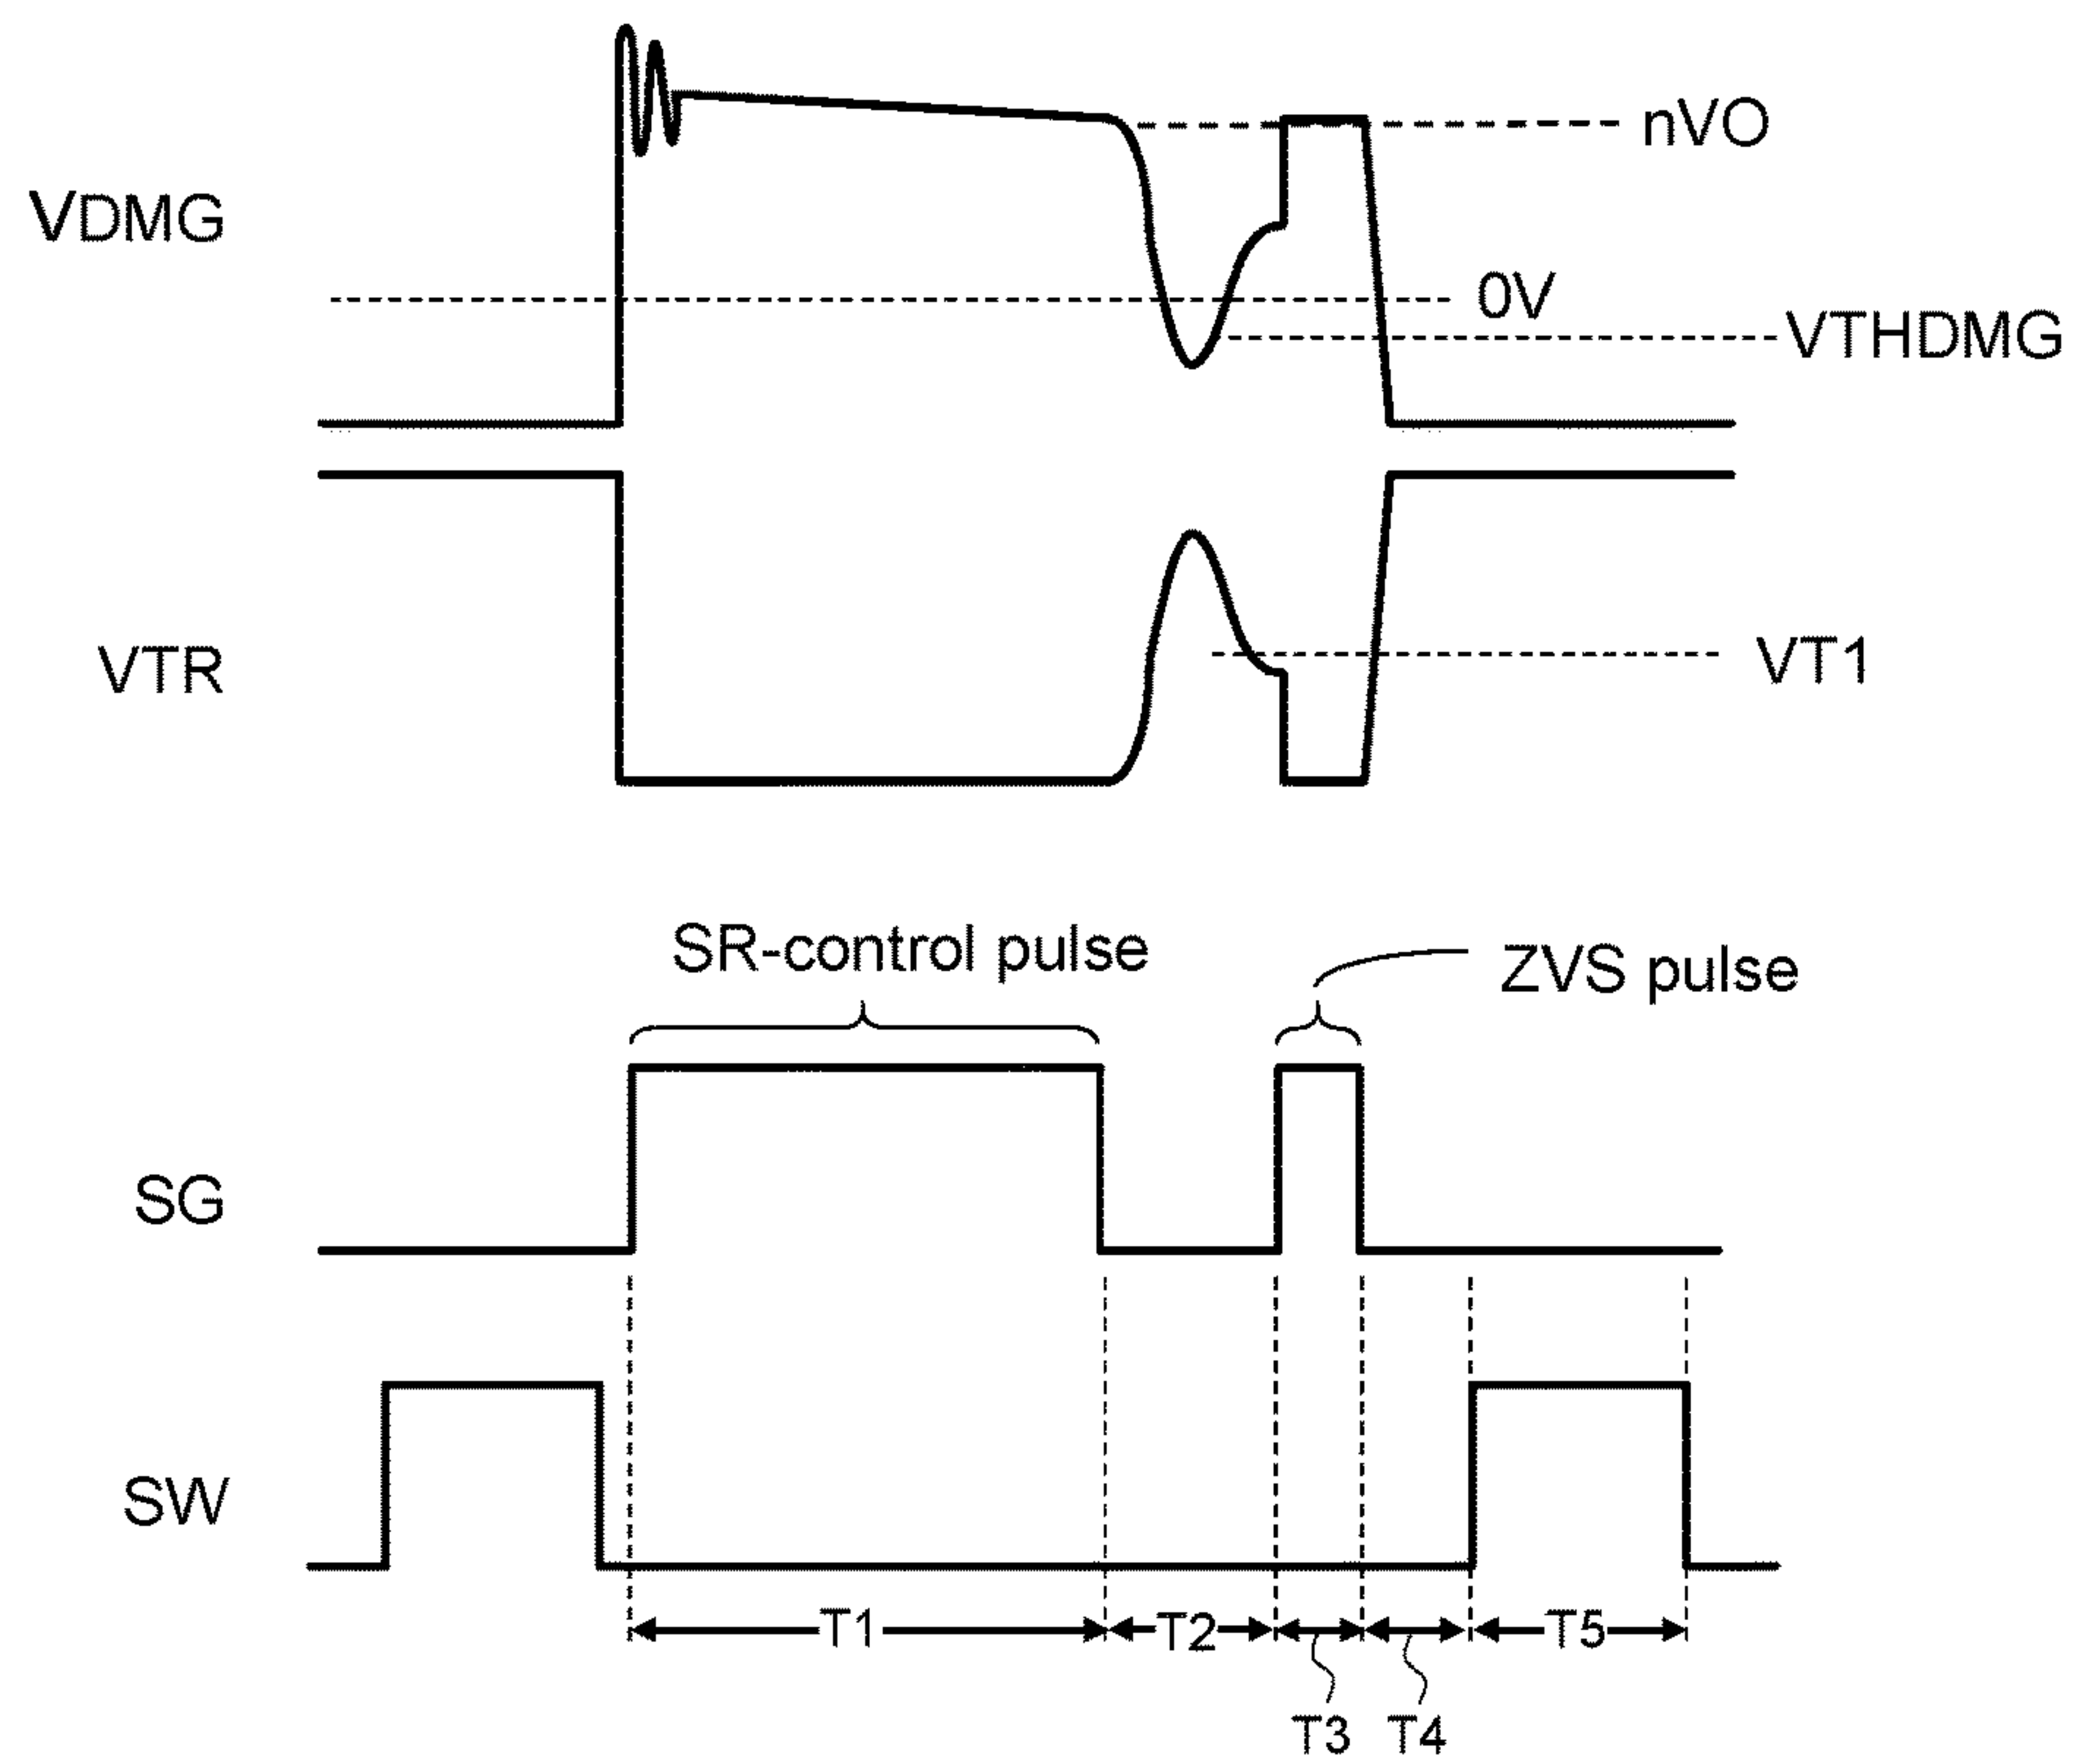 nVO
VDMG
0V
VTHDMG
VTR
VT1
SR-control pulse
ZVS pulse
SG
SW
T1
T2
T5
T3
T4